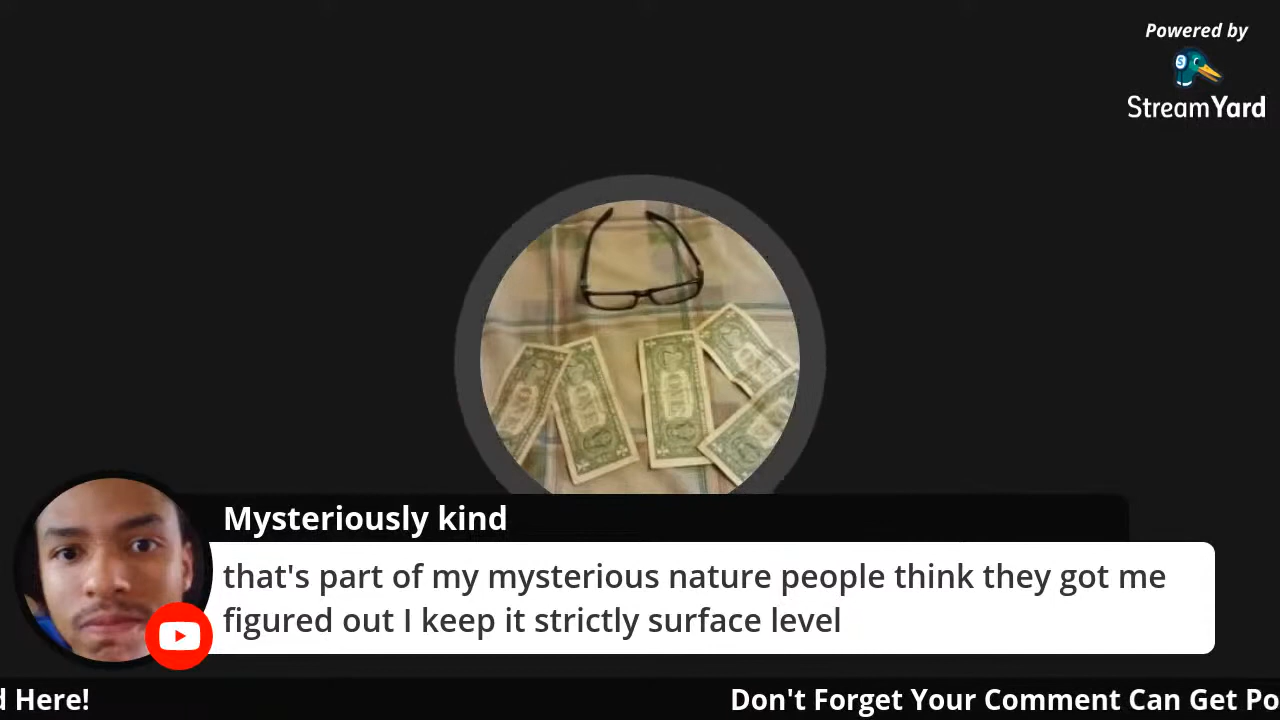 Powered by
StreamYard
Mysteriously kind
that's part of my mysterious nature people think they got me
figured out I keep it strictly surface level
Here!
Don't Forget Your Comment Can Get